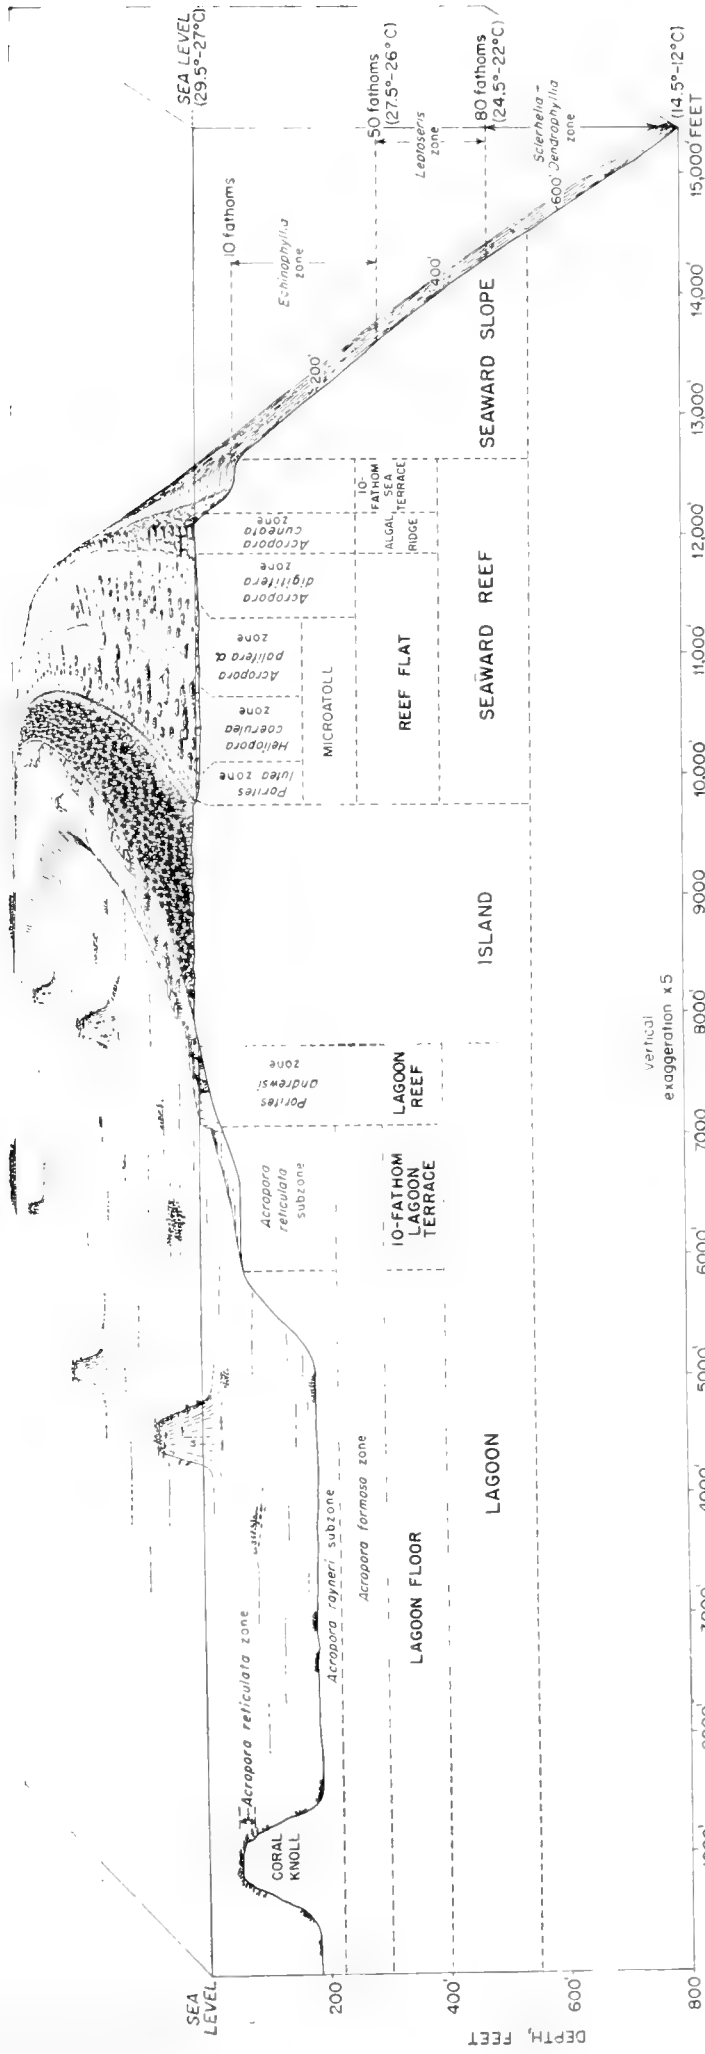 SEA LEVEL
(29.5°-27°C)
10 fathoms
50 fathoms
(27.5°-26°C)
80 fathoms
(24.5°-22°C)
(14.5°-12°C)
Echinophyllia
zone
Leptoseris
zone
Sclerhelia-
Dendrophyllia
zone
200'
400'
600'
SEAWARD SLOPE
10-
FATHOM
SEA
TERRACE
ALGAL
RIDGE
Acropora
cuneata
zone
Acropora
digitifera
zone
Acropora
palifera α
zone
Heliopora
coerulea
zone
Porites
lutea zone
MICROATOLL
REEF FLAT
SEAWARD REEF
ISLAND
Porites
andrewsi
zone
LAGOON
REEF
Acropora
reticulata
subzone
10-FATHOM
LAGOON
TERRACE
Acropora reticulata zone
Acropora rayneri subzone
Acropora formosa zone
LAGOON FLOOR
LAGOON
CORAL
KNOLL
SEA
LEVEL
200
400'
600'
800
DEPTH, FEET
vertical
exaggeration x5
1000'
2000'
3000'
4000'
5000'
6000'
7000
8000'
9000
10,000'
11,000'
12,000'
13,000'
14,000'
15,000' FEET